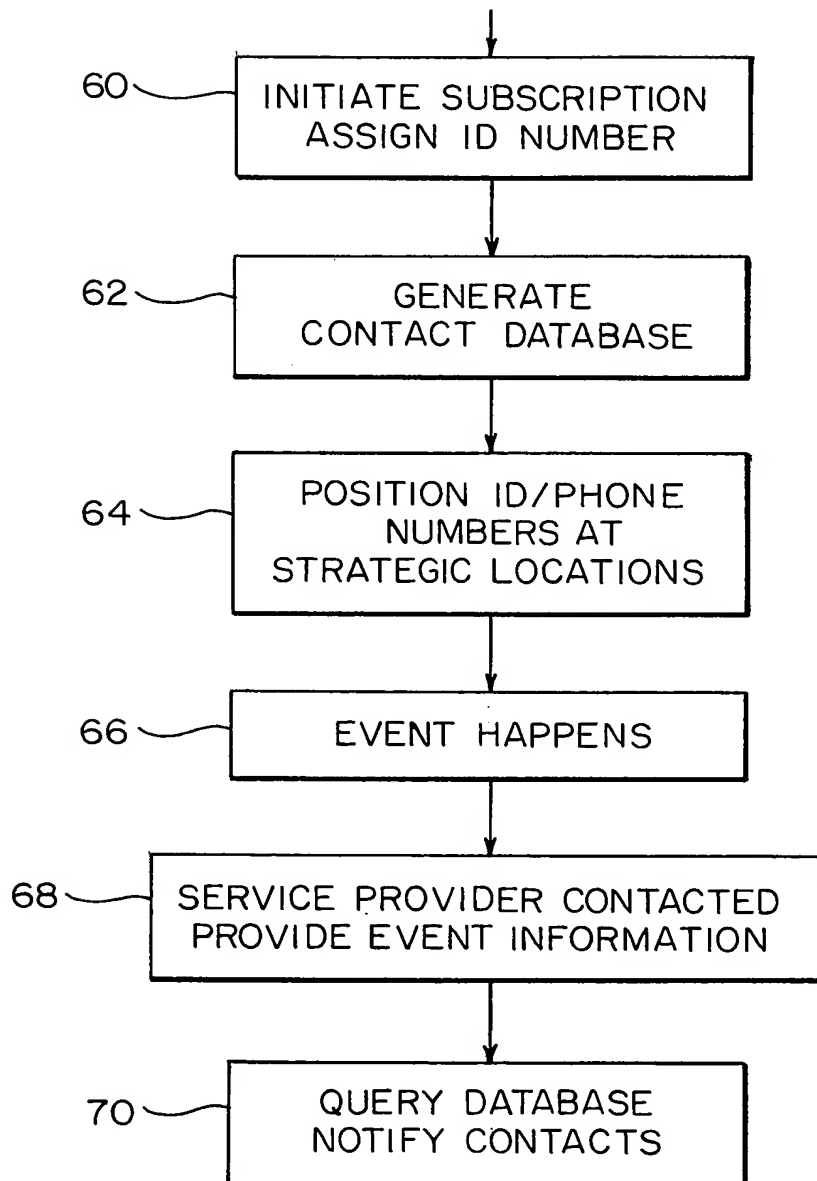 60
INITIATE SUBSCRIPTION
ASSIGN ID NUMBER
62
GENERATE
CONTACT DATABASE
64
POSITION ID/PHONE
NUMBERS AT
STRATEGIC LOCATIONS
66
EVENT HAPPENS
68
SERVICE PROVIDER CONTACTED
PROVIDE EVENT INFORMATION
70
QUERY DATABASE
NOTIFY CONTACTS